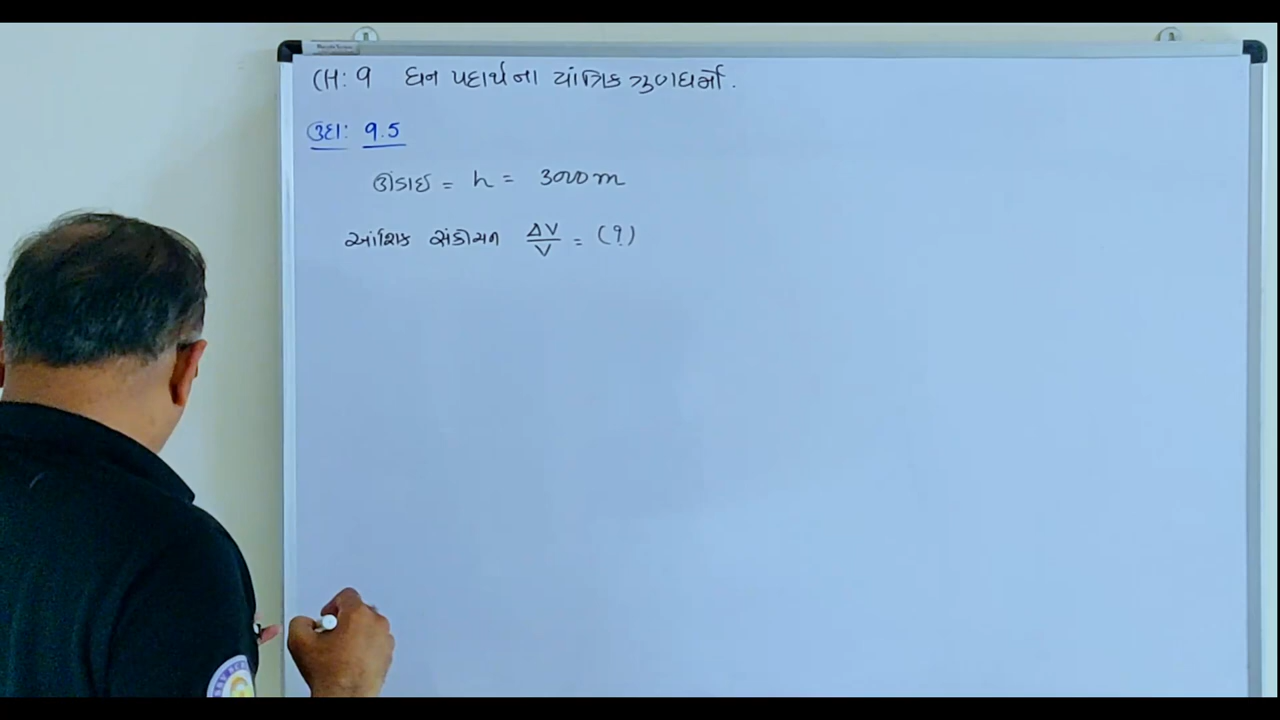 CH: 9 ઘન પદાર્થના યાંત્રિક ગુણધર્મો.
ઉદા: 9.5
ઊંડાઈ = h = 3000 m
આંશિક સંકોચન ΔV/V = (?)